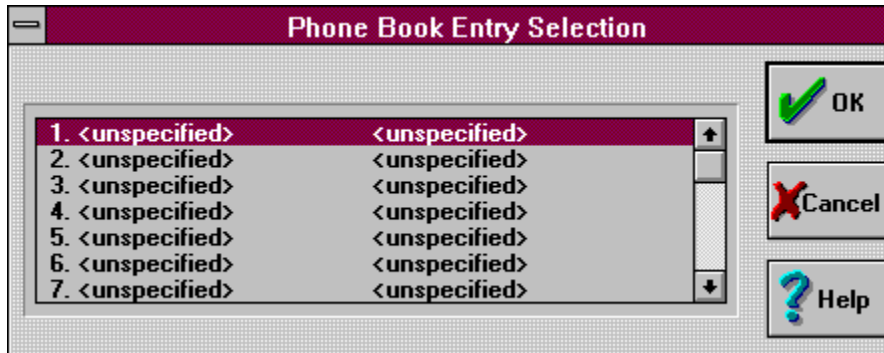 Phone Book Entry Selection
1. <unspecified> <unspecified>
2. <unspecified> <unspecified>
3. <unspecified> <unspecified>
4. <unspecified> <unspecified>
5. <unspecified> <unspecified>
6. <unspecified> <unspecified>
7. <unspecified> <unspecified>
OK
Cancel
Help